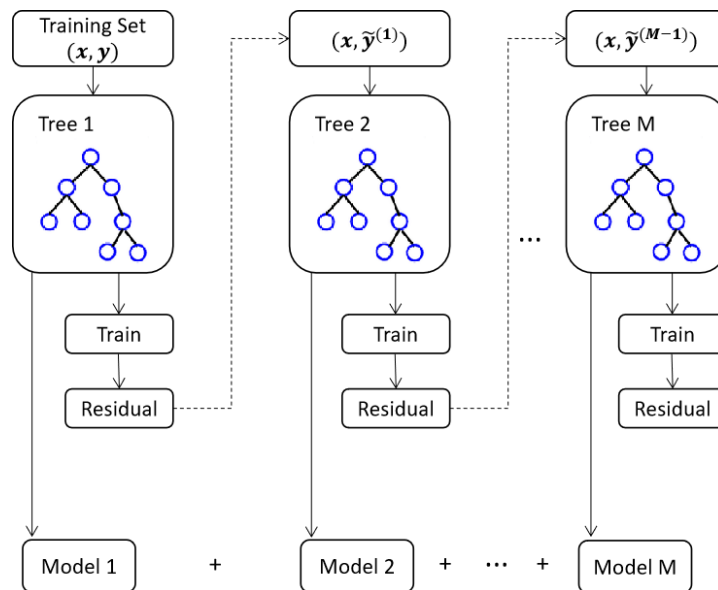 Training Set
(x, y)
(x, ỹ⁽¹⁾)
(x, ỹ⁽ᴹ⁻¹⁾)
Tree 1
Tree 2
Tree M
...
Train
Train
Train
Residual
Residual
Residual
Model 1 + Model 2 + ... + Model M